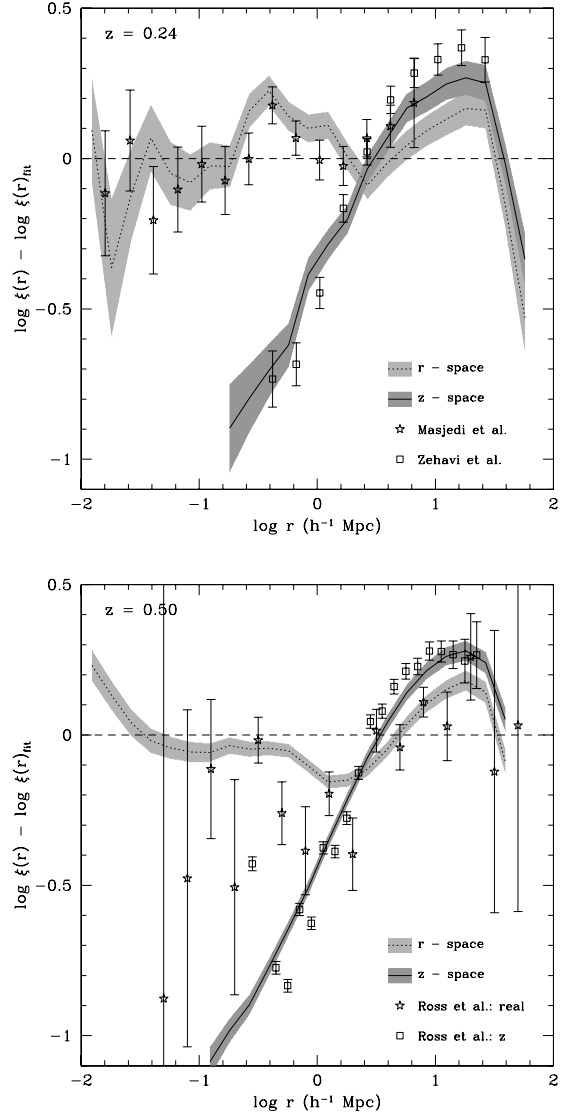 0.5
z = 0.24
0
−0.5
−1
log ξ(r) − log ξ(r)fit
r − space
z − space
Masjedi et al.
Zehavi et al.
−2 −1 0 1 2
log r (h⁻¹ Mpc)
0.5
z = 0.50
0
−0.5
−1
log ξ(r) − log ξ(r)fit
r − space
z − space
Ross et al.: real
Ross et al.: z
−2 −1 0 1 2
log r (h⁻¹ Mpc)